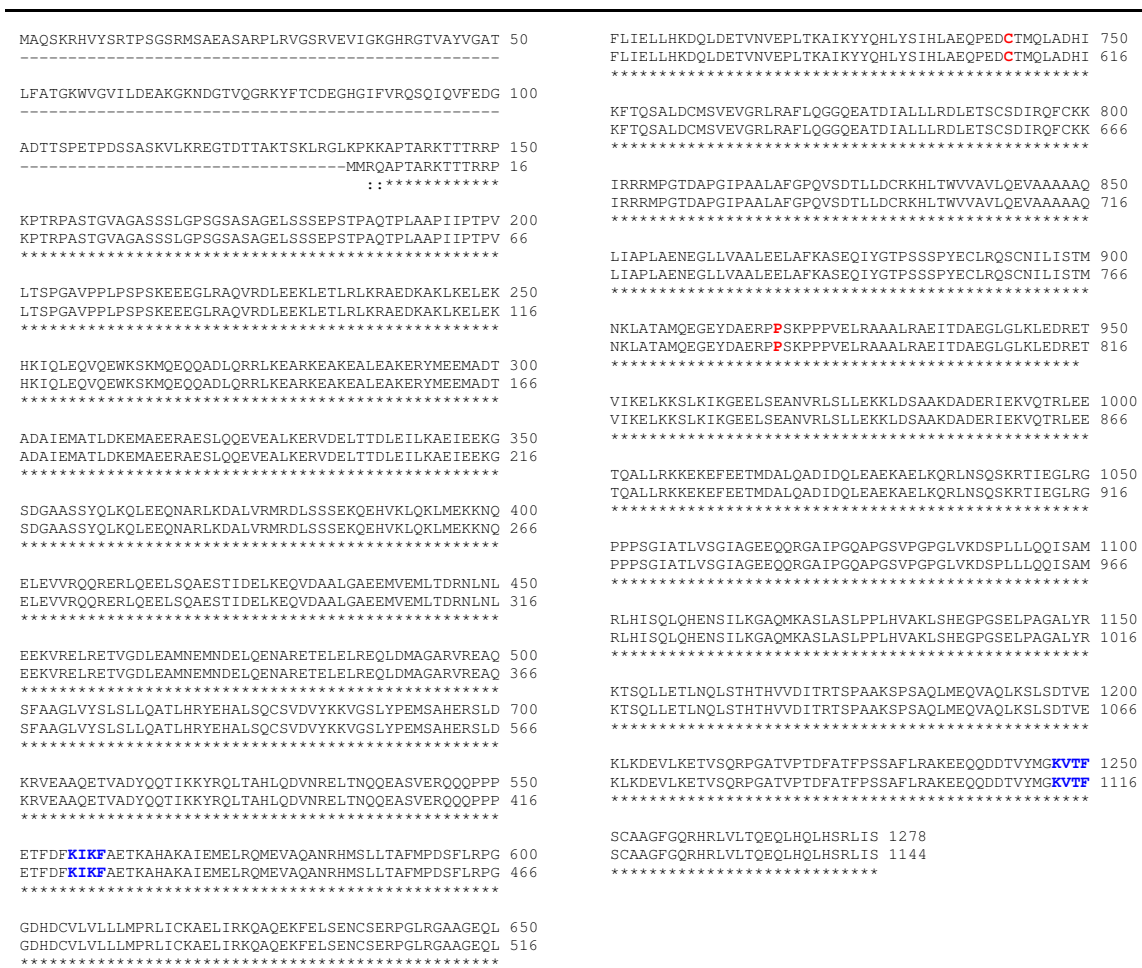 MAQSKRHVYSRTPSGSRMSAEASARPLRVGSRVEVIGKGHRGTVAYVGAT 50
--------------------------------------------------
LFATGKWVGVILDEAKGKNDGTVQGRKYFTCDEGHGIFVRQSQIQVFEDG 100
--------------------------------------------------
ADTTSPETPDSSASKVLKREGTDTTAKTSKLRGLKPKKAPTARKTTTRRP 150
----------------------------------MMRQAPTARKTTTRRP 16
::************
KPTRPASTGVAGASSSLGPSGSASAGELSSSEPSTPAQTPLAAPIIPTPV 200
KPTRPASTGVAGASSSLGPSGSASAGELSSSEPSTPAQTPLAAPIIPTPV 66
**************************************************
LTSPGAVPPLPSPSKEEEGLRAQVRDLEEKLETLRLKRAEDKAKLKELEK 250
LTSPGAVPPLPSPSKEEEGLRAQVRDLEEKLETLRLKRAEDKAKLKELEK 116
**************************************************
HKIQLEQVQEWKSKMQEQQADLQRRLKEARKEAKEALEAKERYMEEMADT 300
HKIQLEQVQEWKSKMQEQQADLQRRLKEARKEAKEALEAKERYMEEMADT 166
**************************************************
ADAIEMATLDKEMAEERAESLQQEVEALKERVDELTTDLEILKAEIEEKG 350
ADAIEMATLDKEMAEERAESLQQEVEALKERVDELTTDLEILKAEIEEKG 216
**************************************************
SDGAASSYQLKQLEEQNARLKDALVRMRDLSSSEKQEHVKLQKLMEKKNQ 400
SDGAASSYQLKQLEEQNARLKDALVRMRDLSSSEKQEHVKLQKLMEKKNQ 266
**************************************************
ELEVVRQQRERLQEELSQAESTIDELKEQVDAALGAEEMVEMLTDRNLNL 450
ELEVVRQQRERLQEELSQAESTIDELKEQVDAALGAEEMVEMLTDRNLNL 316
**************************************************
EEKVRELRETVGDLEAMNEMNDELQENARETELELREQLDMAGARVREAQ 500
EEKVRELRETVGDLEAMNEMNDELQENARETELELREQLDMAGARVREAQ 366
**************************************************
SFAAGLVYSLSLLQATLHRYEHALSQCSVDVYKKVGSLYPEMSAHERSLD 700
SFAAGLVYSLSLLQATLHRYEHALSQCSVDVYKKVGSLYPEMSAHERSLD 566
**************************************************
KRVEAAQETVADYQQTIKKYRQLTAHLQDVNRELTNQQEASVERQQQPPP 550
KRVEAAQETVADYQQTIKKYRQLTAHLQDVNRELTNQQEASVERQQQPPP 416
**************************************************
ETFDFKIKFAETKAHAKAIEMELRQMEVAQANRHMSLLTAFMPDSFLRPG 600
ETFDFKIKFAETKAHAKAIEMELRQMEVAQANRHMSLLTAFMPDSFLRPG 466
**************************************************
GDHDCVLVLLLMPRLICKAELIRKQAQEKFELSENCSERPGLRGAAGEQL 650
GDHDCVLVLLLMPRLICKAELIRKQAQEKFELSENCSERPGLRGAAGEQL 516
**************************************************
FLIELLHKDQLDETVNVEPLTKAIKYYQHLYSIHLAEQPEDCTMQLADHI 750
FLIELLHKDQLDETVNVEPLTKAIKYYQHLYSIHLAEQPEDCTMQLADHI 616
**************************************************
KFTQSALDCMSVEVGRLRAFLQGGQEATDIALLLRDLETSCSDIRQFCKK 800
KFTQSALDCMSVEVGRLRAFLQGGQEATDIALLLRDLETSCSDIRQFCKK 666
**************************************************
IRRRMPGTDAPGIPAALAFGPQVSDTLLDCRKHLTWVVAVLQEVAAAAAQ 850
IRRRMPGTDAPGIPAALAFGPQVSDTLLDCRKHLTWVVAVLQEVAAAAAQ 716
**************************************************
LIAPLAENEGLLVAALEELAFKASEQIYGTPSSSPYECLRQSCNILISTM 900
LIAPLAENEGLLVAALEELAFKASEQIYGTPSSSPYECLRQSCNILISTM 766
**************************************************
NKLATAMQEGEYDAERPPSKPPPVELRAAALRAEITDAEGLGLKLEDRET 950
NKLATAMQEGEYDAERPPSKPPPVELRAAALRAEITDAEGLGLKLEDRET 816
*************************************************
VIKELKKSLKIKGEELSEANVRLSLLEKKLDSAAKDADERIEKVQTRLEE 1000
VIKELKKSLKIKGEELSEANVRLSLLEKKLDSAAKDADERIEKVQTRLEE 866
**************************************************
TQALLRKKEKEFEETMDALQADIDQLEAEKAELKQRLNSQSKRTIEGLRG 1050
TQALLRKKEKEFEETMDALQADIDQLEAEKAELKQRLNSQSKRTIEGLRG 916
**************************************************
PPPSGIATLVSGIAGEEQQRGAIPGQAPGSVPGPGLVKDSPLLLQQISAM 1100
PPPSGIATLVSGIAGEEQQRGAIPGQAPGSVPGPGLVKDSPLLLQQISAM 966
**************************************************
RLHISQLQHENSILKGAQMKASLASLPPLHVAKLSHEGPGSELPAGALYR 1150
RLHISQLQHENSILKGAQMKASLASLPPLHVAKLSHEGPGSELPAGALYR 1016
**************************************************
KTSQLLETLNQLSTHTHVVDITRTSPAAKSPSAQLMEQVAQLKSLSDTVE 1200
KTSQLLETLNQLSTHTHVVDITRTSPAAKSPSAQLMEQVAQLKSLSDTVE 1066
**************************************************
KLKDEVLKETVSQRPGATVPTDFATFPSSAFLRAKEEQQDDTVYMGKVTF 1250
KLKDEVLKETVSQRPGATVPTDFATFPSSAFLRAKEEQQDDTVYMGKVTF 1116
**************************************************
SCAAGFGQRHRLVLTQEQLHQLHSRLIS 1278
SCAAGFGQRHRLVLTQEQLHQLHSRLIS 1144
****************************